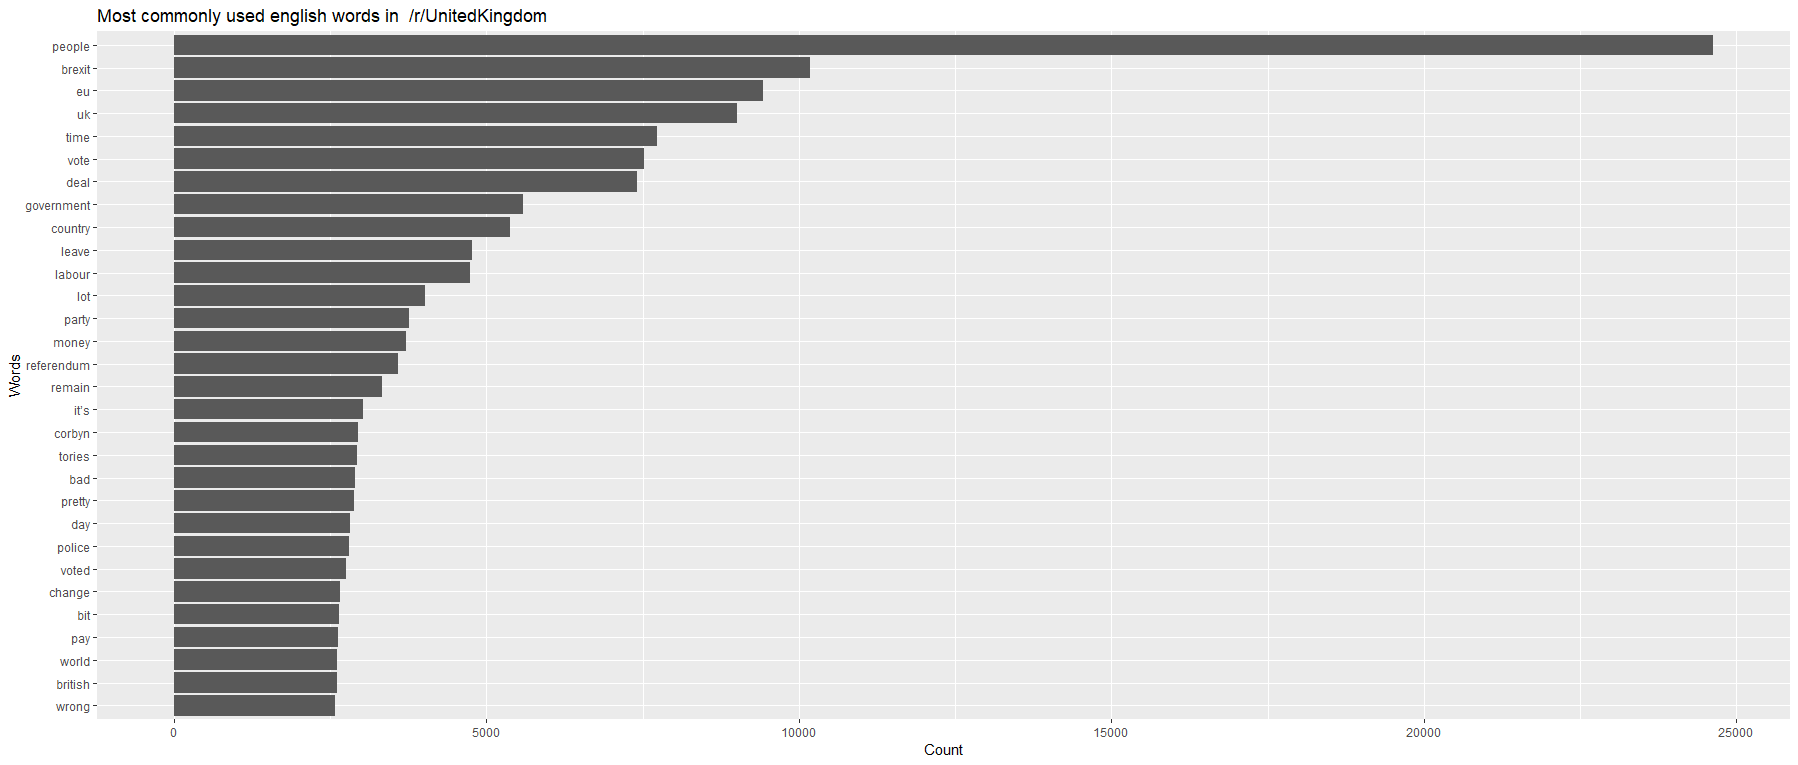 Most commonly used english words in  /r/UnitedKingdom
people
brexit
eu
uk
time
vote
deal
government
country
leave
labour
lot
party
money
referendum
remain
it's
corbyn
tories
bad
pretty
day
police
voted
change
bit
pay
world
british
wrong
Words
0 5000 10000 15000 20000 25000
Count